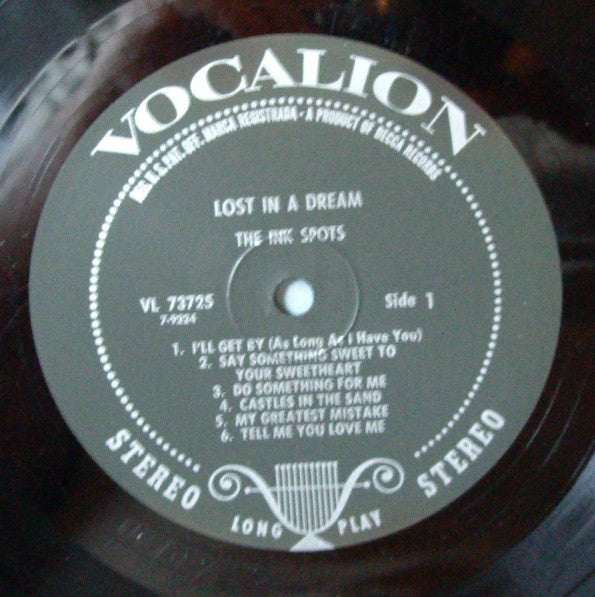 VOCALION
REG. U.S. PAT. OFF. MARCA REGISTRADA - A PRODUCT OF DECCA RECORDS
LOST IN A DREAM
THE INK SPOTS
VL 73725 Side 1
7-9224
1. I'LL GET BY (As Long As I Have You)
2. SAY SOMETHING SWEET TO
YOUR SWEETHEART
3. DO SOMETHING FOR ME
4. CASTLES IN THE SAND
5. MY GREATEST MISTAKE
6. TELL ME YOU LOVE ME
STEREO STEREO
LONG PLAY